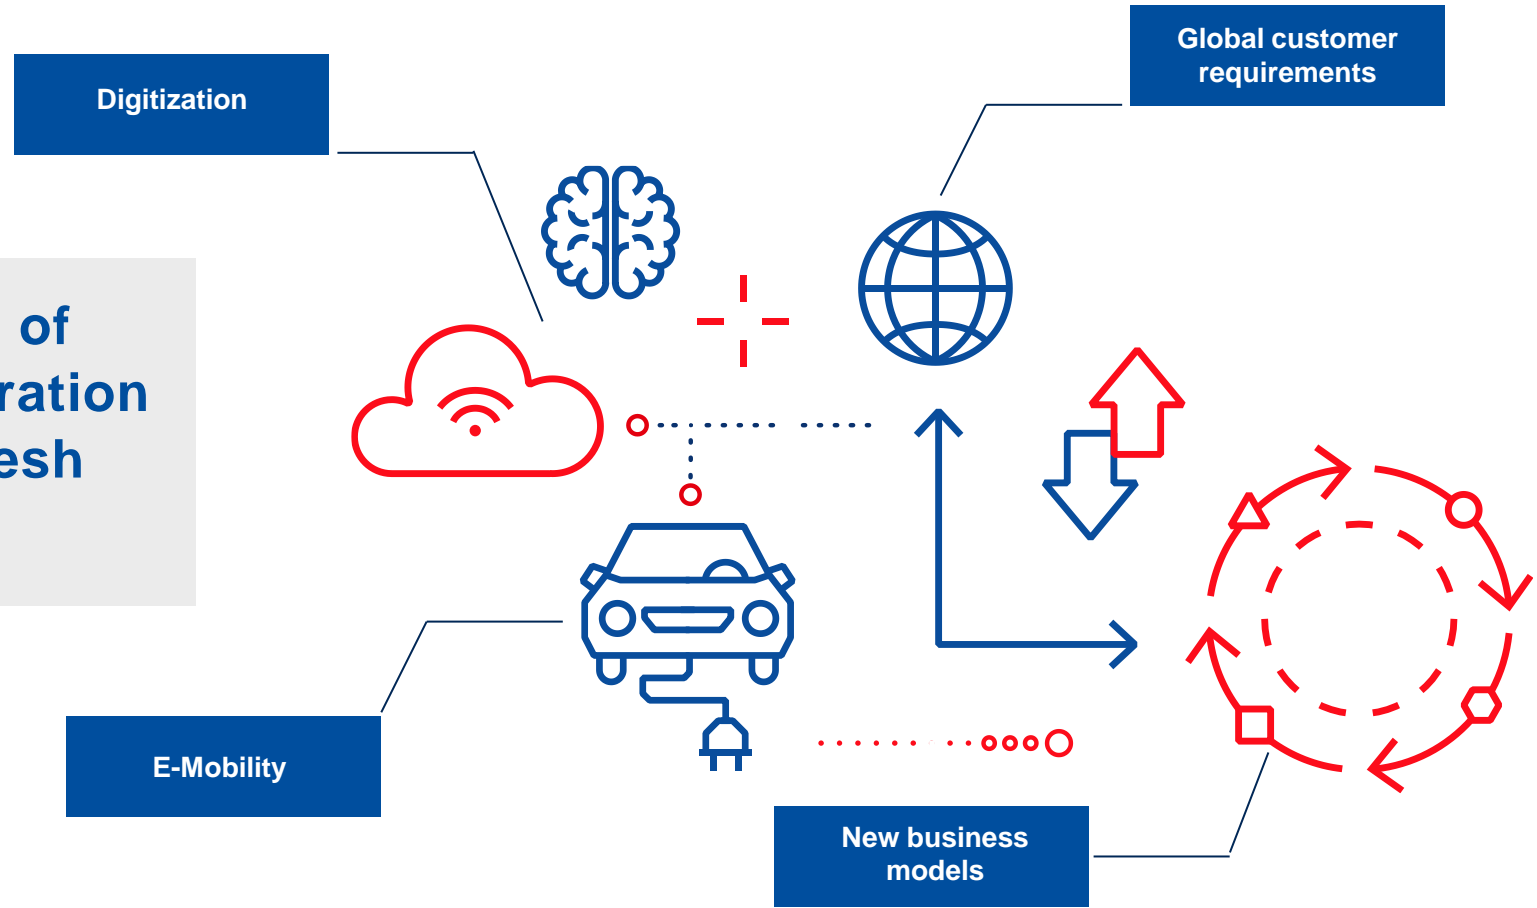 Global customer
requirements
Digitization
of
ration
esh
E-Mobility
New business
models